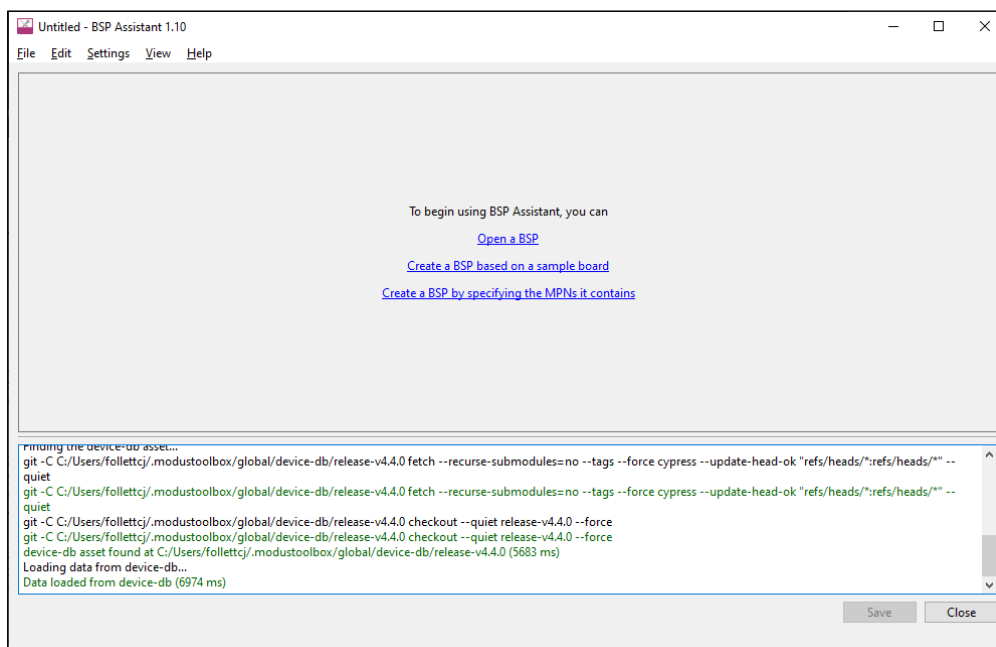 Untitled - BSP Assistant 1.10
File Edit Settings View Help
To begin using BSP Assistant, you can
Open a BSP
Create a BSP based on a sample board
Create a BSP by specifying the MPNs it contains
Finding the device-db asset...
git -C C:/Users/follettcj/.modustoolbox/global/device-db/release-v4.4.0 fetch --recurse-submodules=no --tags --force cypress --update-head-ok "refs/heads/*:refs/heads/*" --
quiet
git -C C:/Users/follettcj/.modustoolbox/global/device-db/release-v4.4.0 fetch --recurse-submodules=no --tags --force cypress --update-head-ok "refs/heads/*:refs/heads/*" --
quiet
git -C C:/Users/follettcj/.modustoolbox/global/device-db/release-v4.4.0 checkout --quiet release-v4.4.0 --force
git -C C:/Users/follettcj/.modustoolbox/global/device-db/release-v4.4.0 checkout --quiet release-v4.4.0 --force
device-db asset found at C:/Users/follettcj/.modustoolbox/global/device-db/release-v4.4.0 (5683 ms)
Loading data from device-db...
Data loaded from device-db (6974 ms)
Save Close